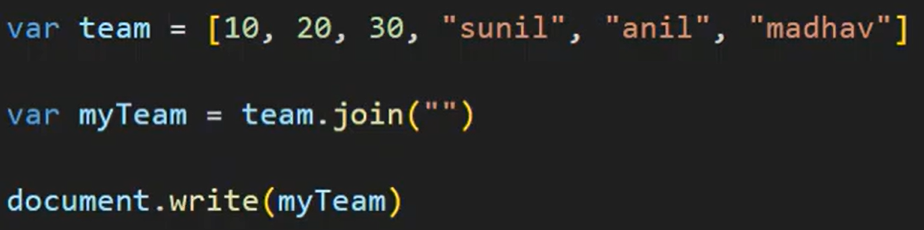 var team = [10, 20, 30, "sunil", "anil", "madhav"]
var myTeam = team.join("")
document.write(myTeam)